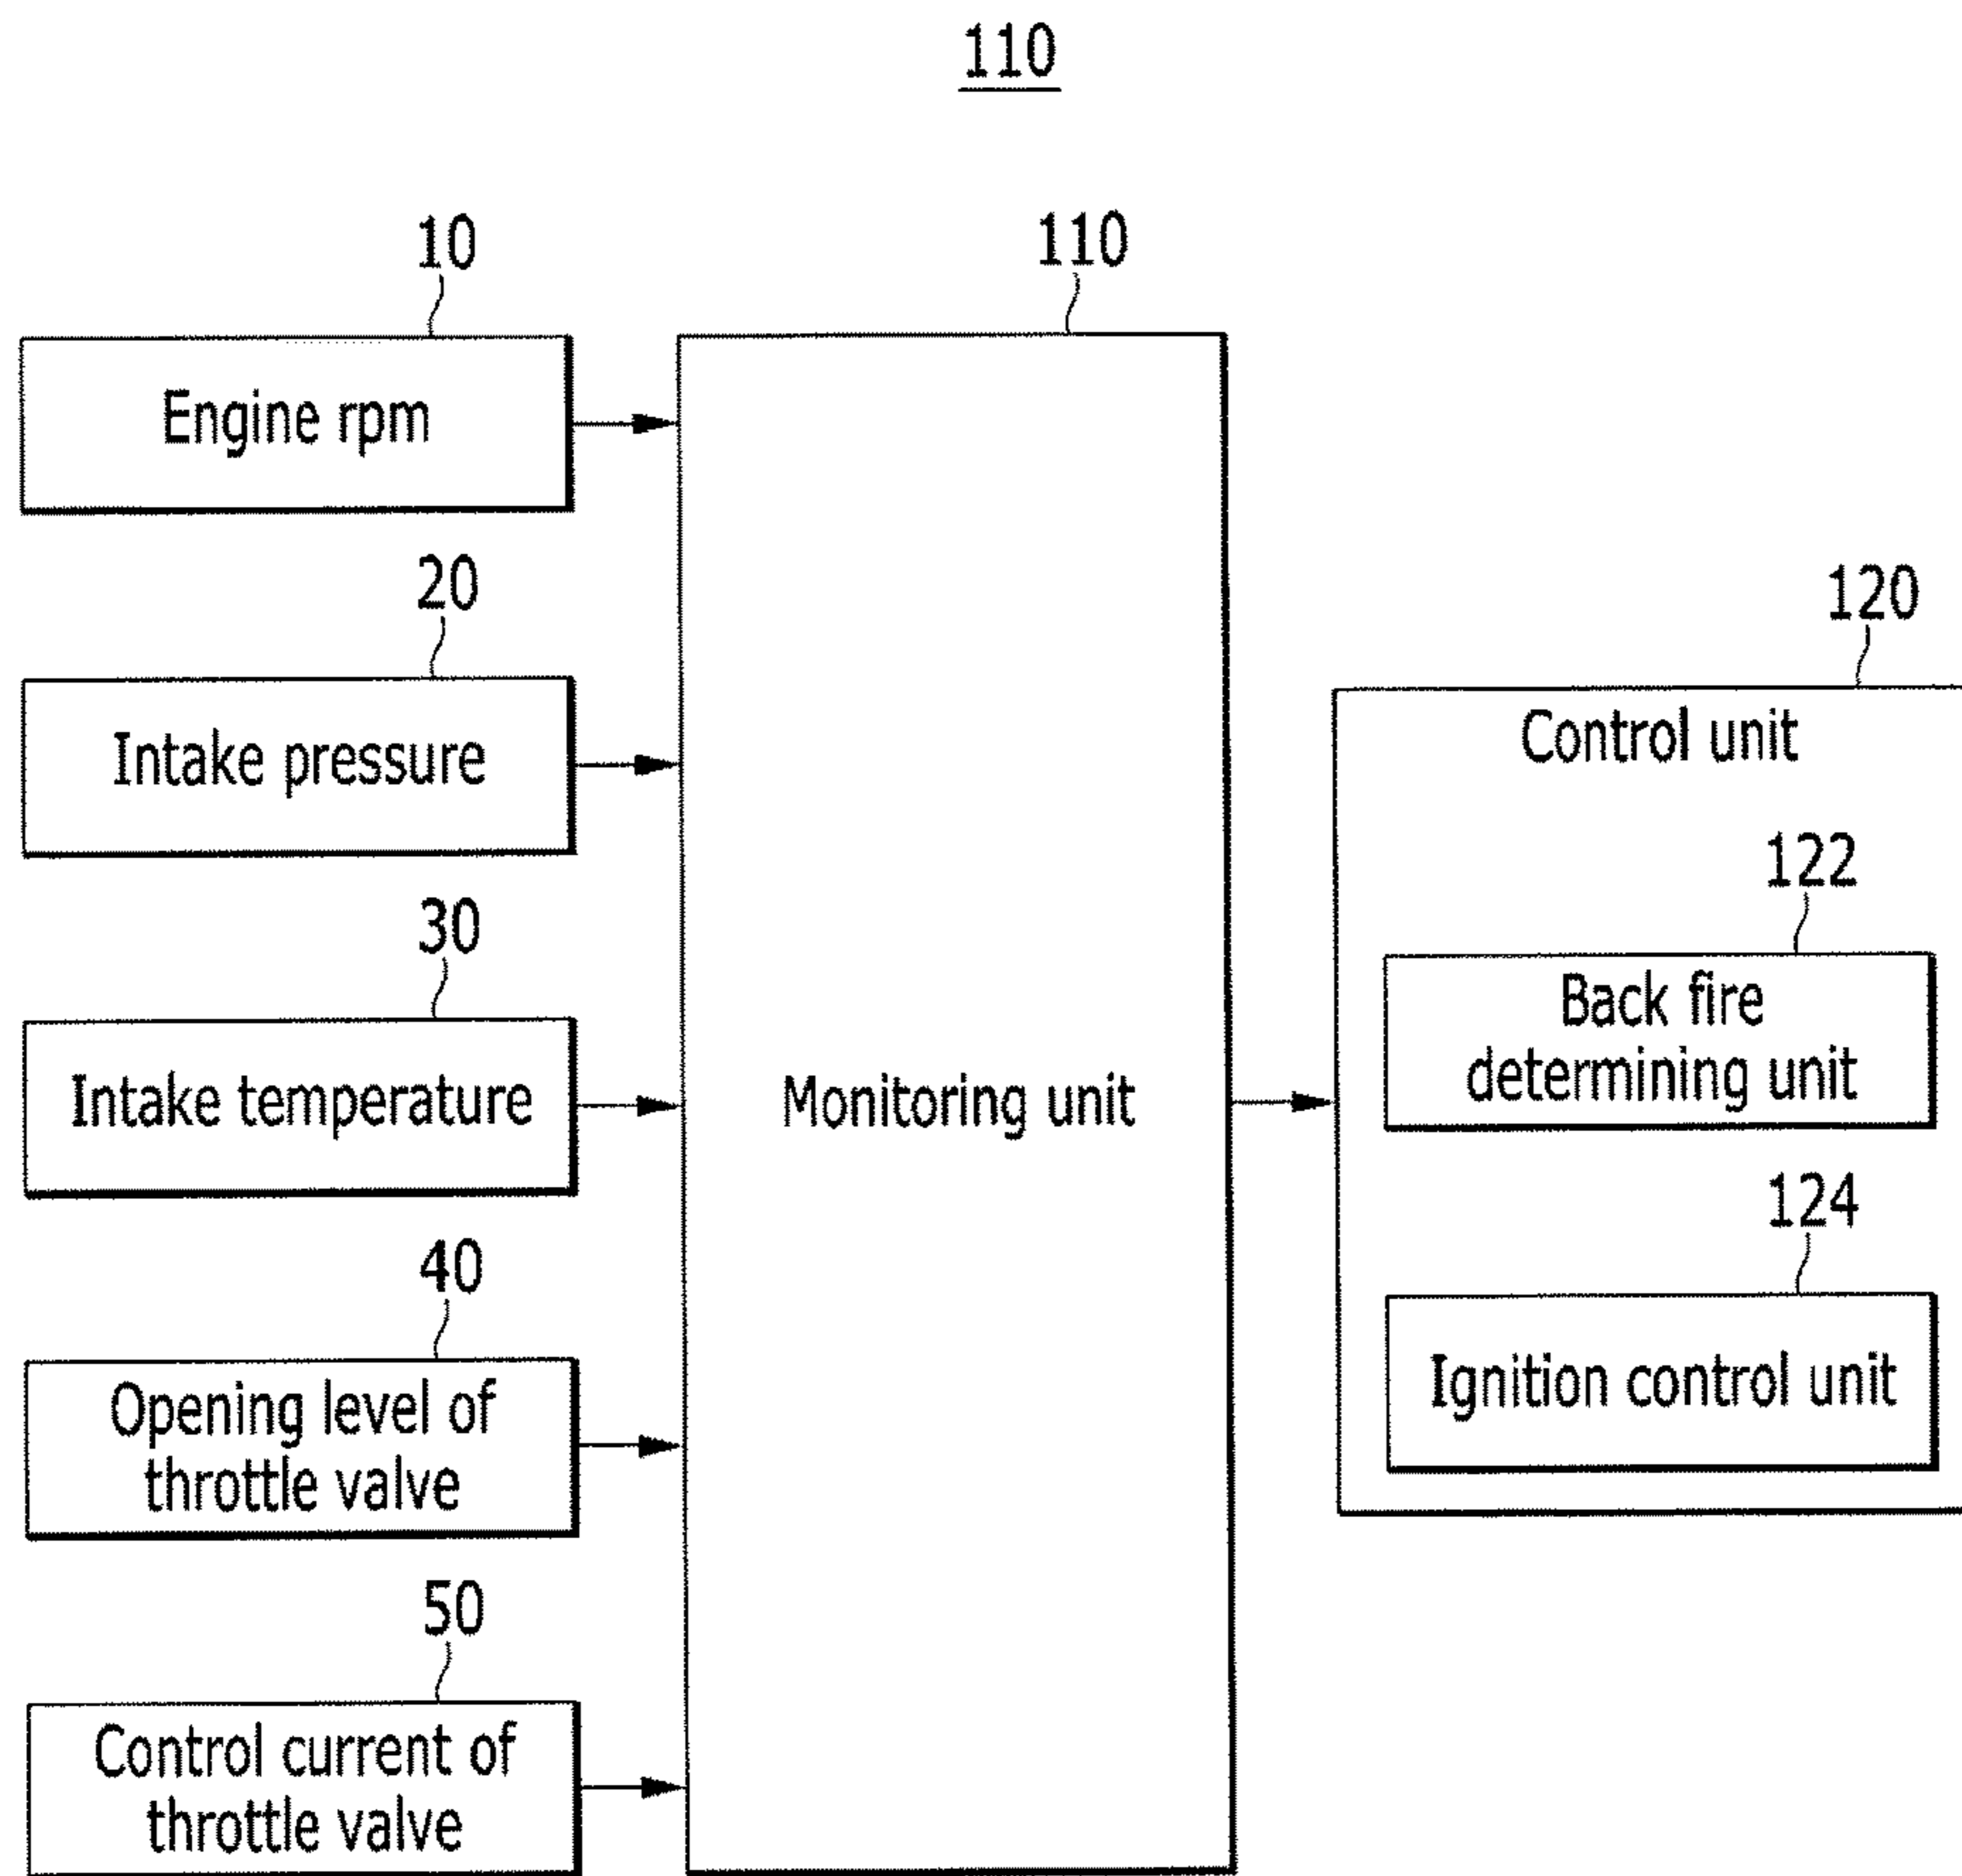 110
10
Engine rpm
20
Intake pressure
30
Intake temperature
40
Opening level of
throttle valve
50
Control current of
throttle valve
110
Monitoring unit
120
Control unit
122
Back fire
determining unit
124
Ignition control unit